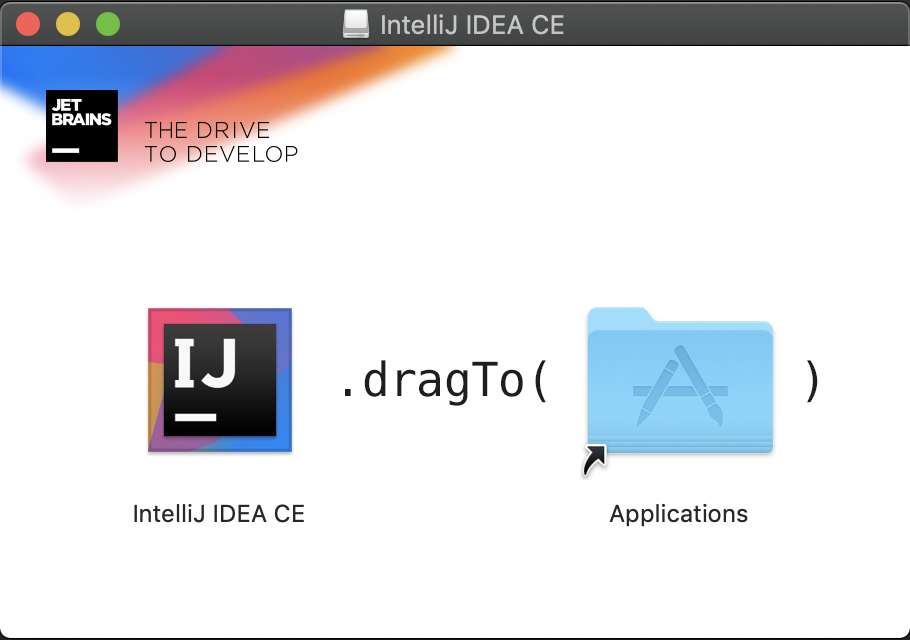 IntelliJ IDEA CE
JET
BRAINS
THE DRIVE
TO DEVELOP
IJ
.dragTo(
)
IntelliJ IDEA CE
Applications